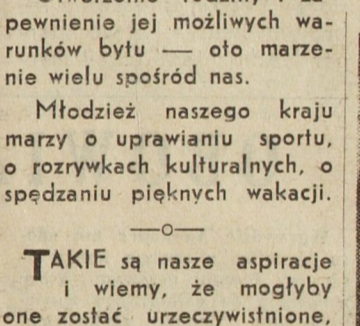 pewnienie jej możliwych wa-
runków bytu — oto marze-
nie wielu spośród nas.
Młodzież naszego kraju
marzy o uprawianiu sportu,
o rozrywkach kulturalnych, o
spędzaniu pięknych wakacji.
TAKIE są nasze aspiracje
i wiemy, że mogłyby
one zostać urzeczywistnione,